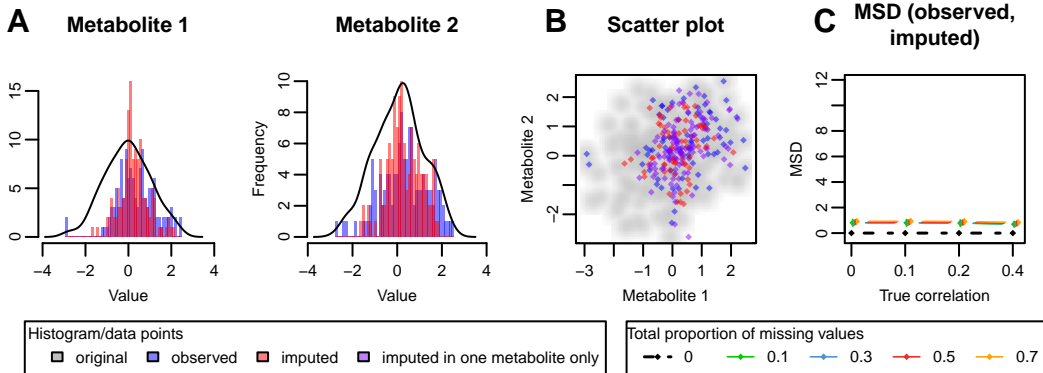 A Metabolite 1 Metabolite 2 B Scatter plot C MSD (observed,
imputed)
0 5 10 15
−4 −2 0 2 4
Value
Frequency
0 2 4 6 8 10
−4 −2 0 2 4
Value
Metabolite 2
−2 0 1 2
−3 −1 0 1 2
Metabolite 1
MSD
0 2 4 6 8 12
0 0.1 0.2 0.4
True correlation
Histogram/data points
original observed imputed imputed in one metabolite only
Total proportion of missing values
0 0.1 0.3 0.5 0.7